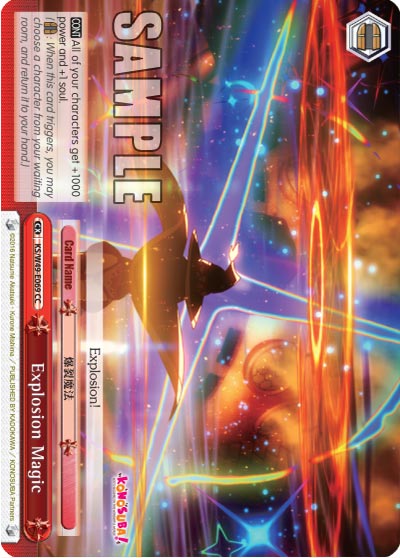 SAMPLE
Explosion!
KONOSUBA!
[CONT] All of your characters get +1000
power and +1 soul.
( : When this card triggers, you may
choose a character from your waiting
room, and return it to your hand.)
CX
KS/W49-E069 CC
Card Name
爆裂魔法
Explosion Magic
©2016 Natsume Akatsuki・Kurone Mishima / PUBLISHED BY KADOKAWA / KONOSUBA Partners